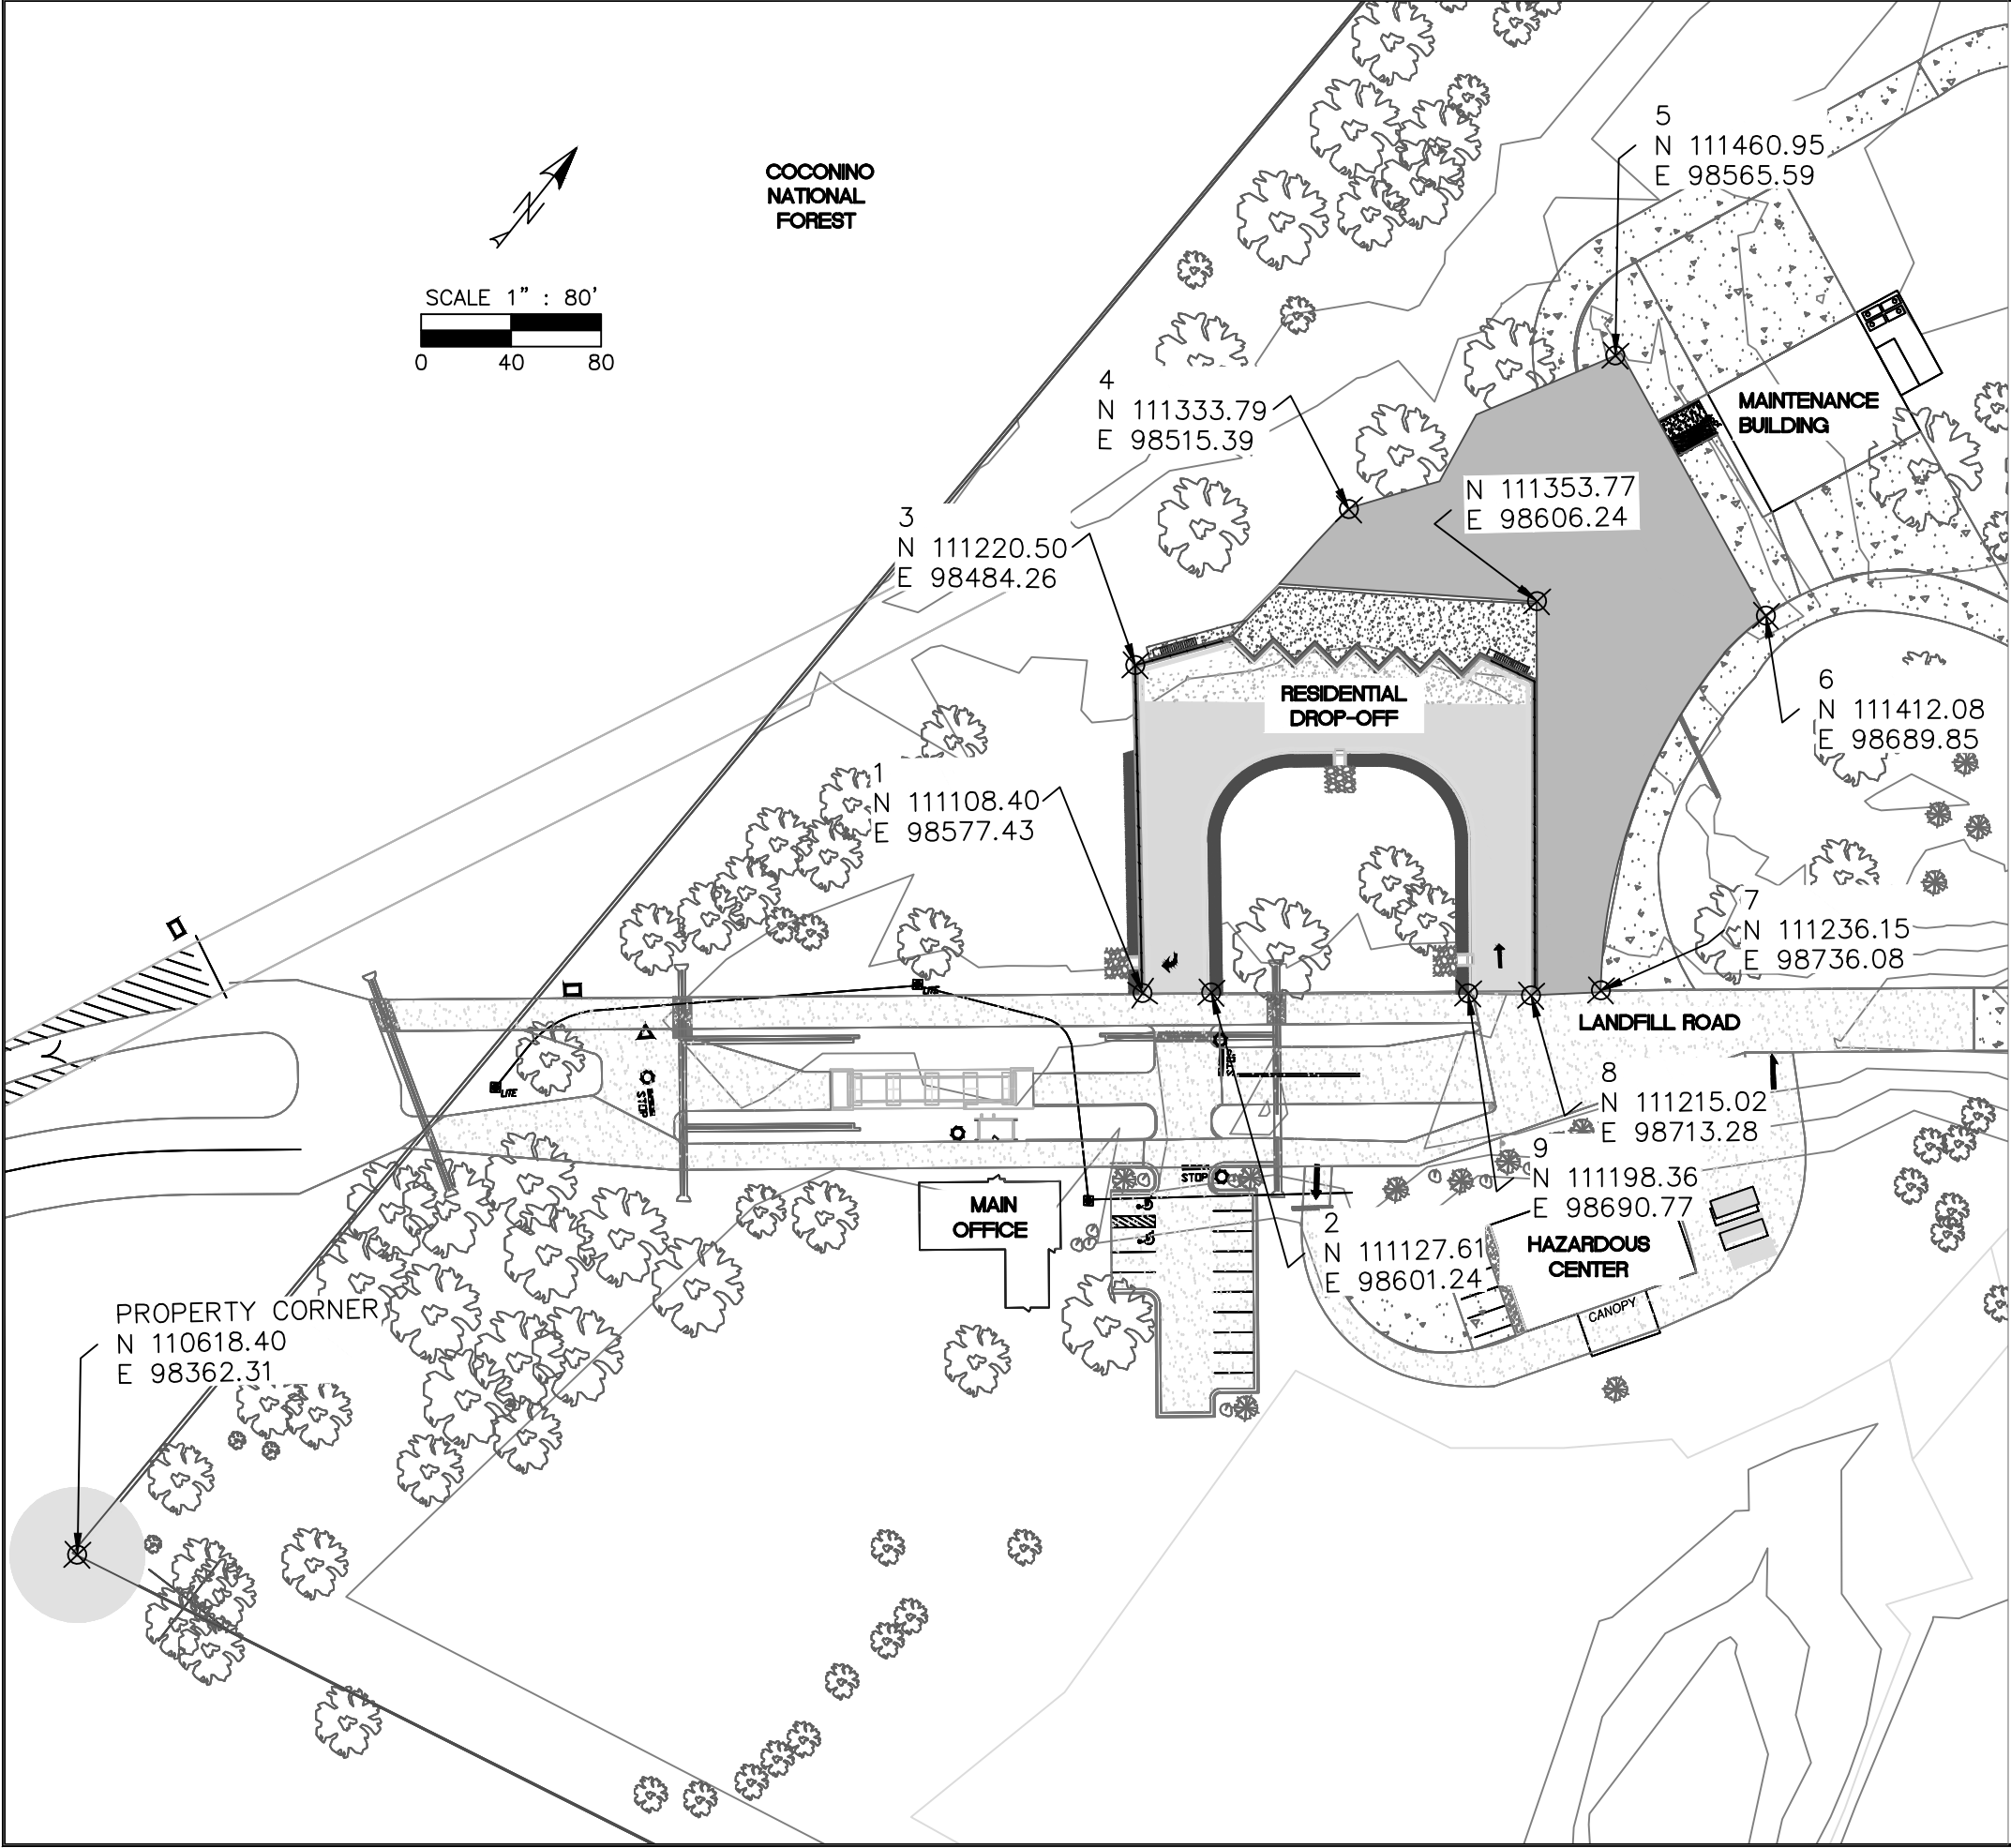 COCONINO
NATIONAL
FOREST
N
SCALE 1" : 80'
0 40 80
5
N 111460.95
E 98565.59
4
N 111333.79
E 98515.39
MAINTENANCE
BUILDING
N 111353.77
E 98606.24
3
N 111220.50
E 98484.26
RESIDENTIAL
DROP-OFF
6
N 111412.08
E 98689.85
1
N 111108.40
E 98577.43
7
N 111236.15
E 98736.08
LITE
LANDFILL ROAD
LITE
STOP
8
N 111215.02
E 98713.28
9
N 111198.36
E 98690.77
STOP
MAIN
OFFICE
2
N 111127.61
E 98601.24
HAZARDOUS
CENTER
CANOPY
PROPERTY CORNER
N 110618.40
E 98362.31